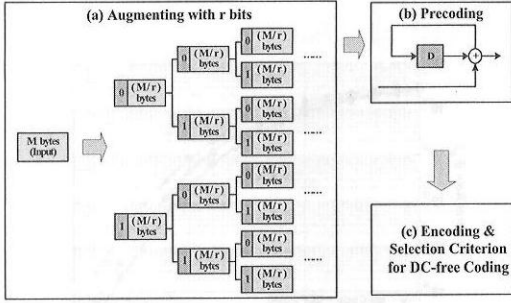 (a) Augmenting with r bits
M bytes
(Input)
0 (M/r)
bytes
1 (M/r)
bytes
0 (M/r)
bytes
1 (M/r)
bytes
0 (M/r)
bytes
1 (M/r)
bytes
0 (M/r)
bytes
1 (M/r)
bytes
......
0 (M/r)
bytes
1 (M/r)
bytes
......
0 (M/r)
bytes
1 (M/r)
bytes
......
0 (M/r)
bytes
1 (M/r)
bytes
......
(b) Precoding
D
+
(c) Encoding &
Selection Criterion
for DC-free Coding